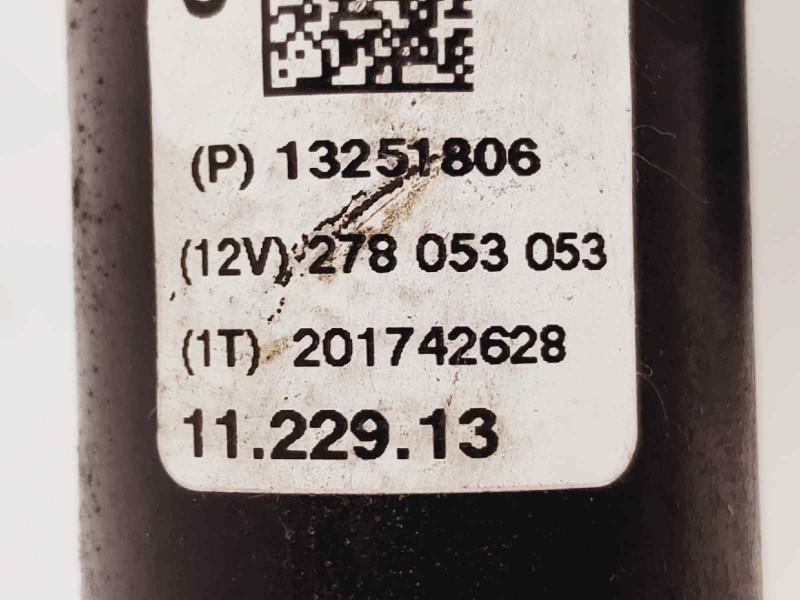 (P) 13251806
(12V) 278 053 053
(1T) 201742628
11.229.13